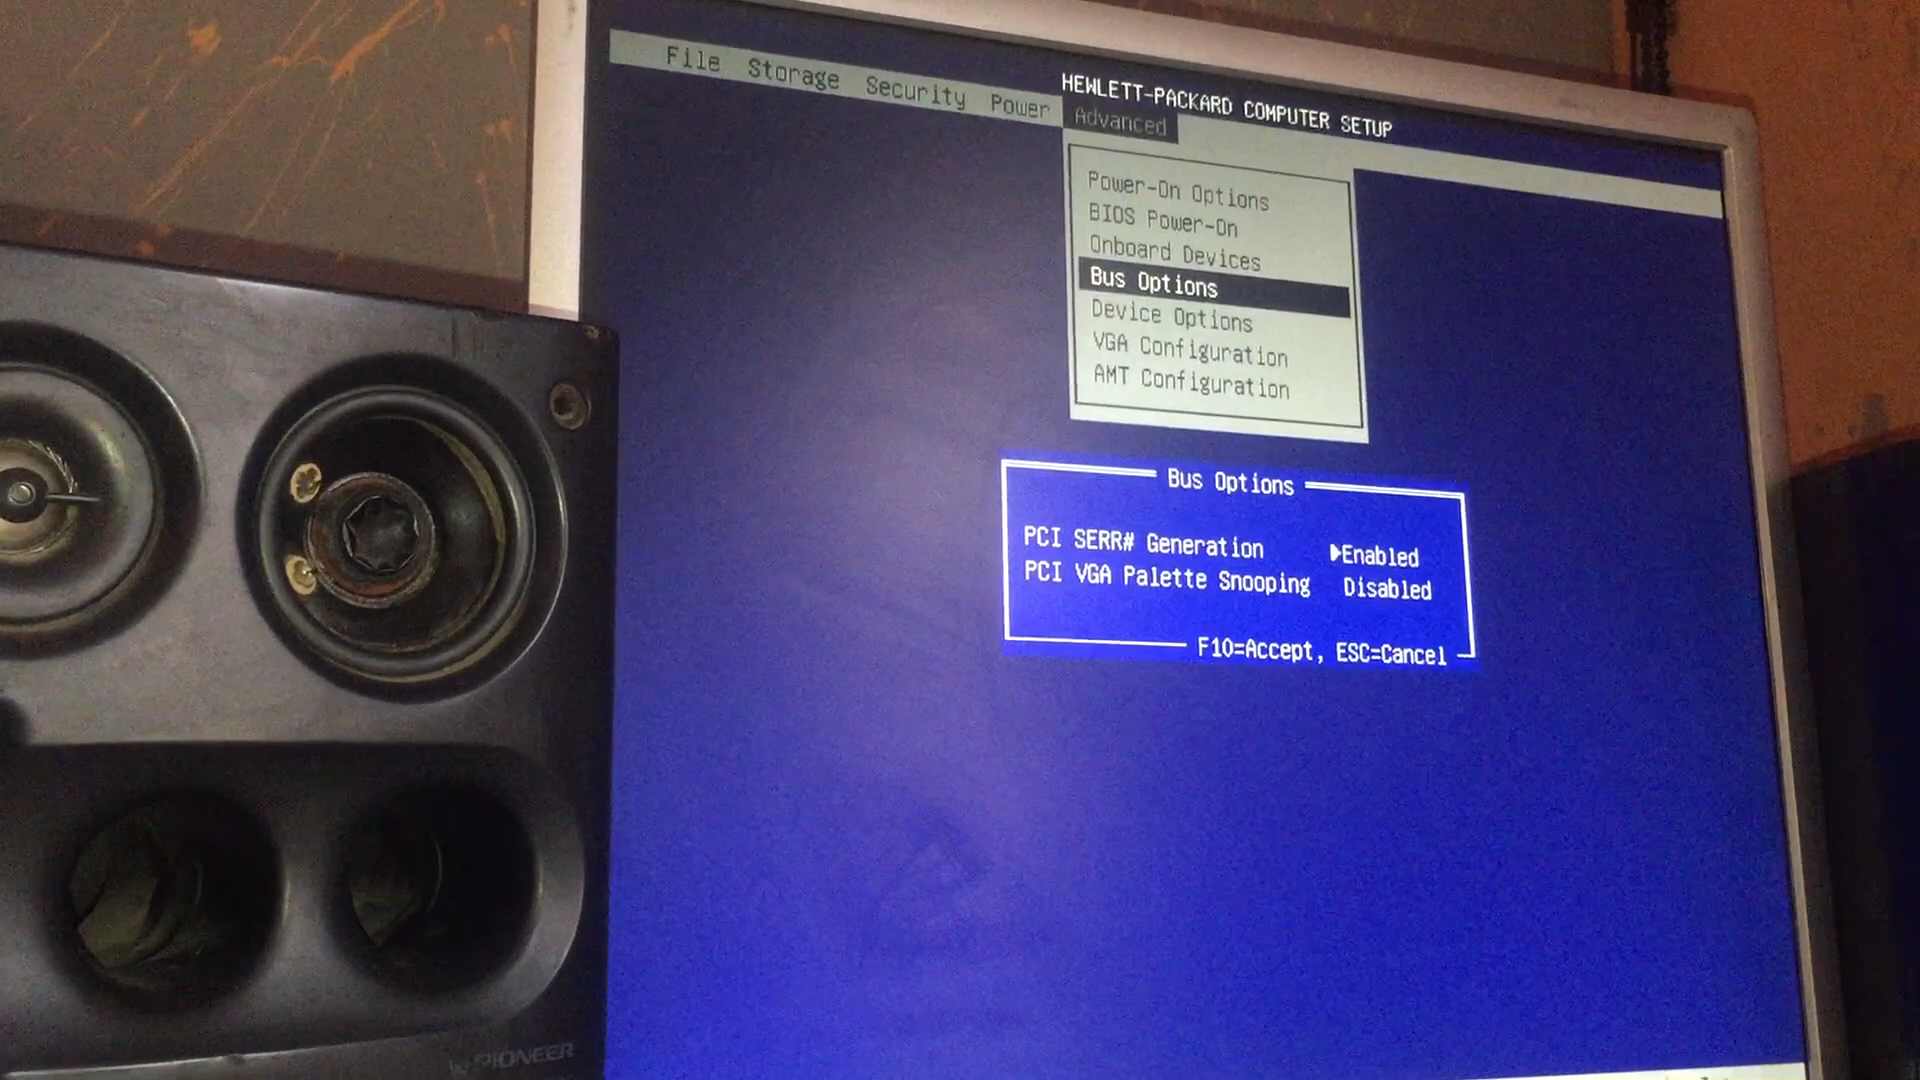 HEWLETT-PACKARD COMPUTER SETUP
File Storage Security Power Advanced
Power-On Options
BIOS Power-On
Onboard Devices
Bus Options
Device Options
VGA Configuration
AMT Configuration
Bus Options
PCI SERR# Generation ▶Enabled
PCI VGA Palette Snooping Disabled
F10=Accept, ESC=Cancel
PIONEER